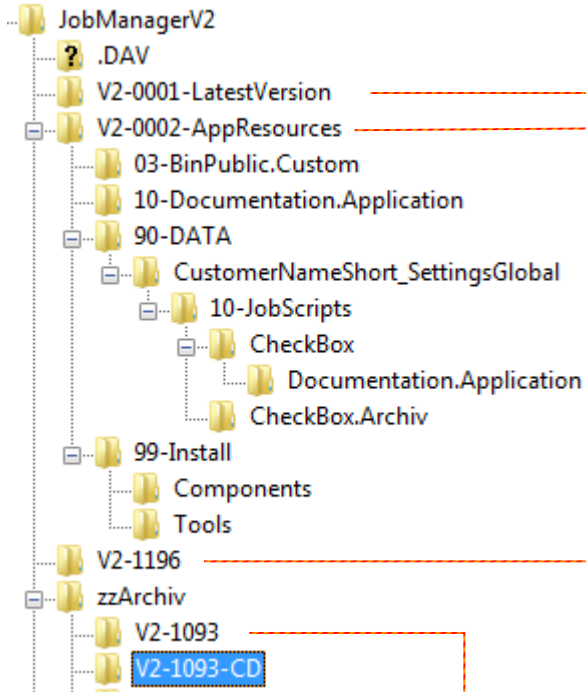 JobManagerV2
.DAV
V2-0001-LatestVersion
V2-0002-AppResources
03-BinPublic.Custom
10-Documentation.Application
90-DATA
CustomerNameShort_SettingsGlobal
10-JobScripts
CheckBox
Documentation.Application
CheckBox.Archiv
99-Install
Components
Tools
V2-1196
zzArchiv
V2-1093
V2-1093-CD